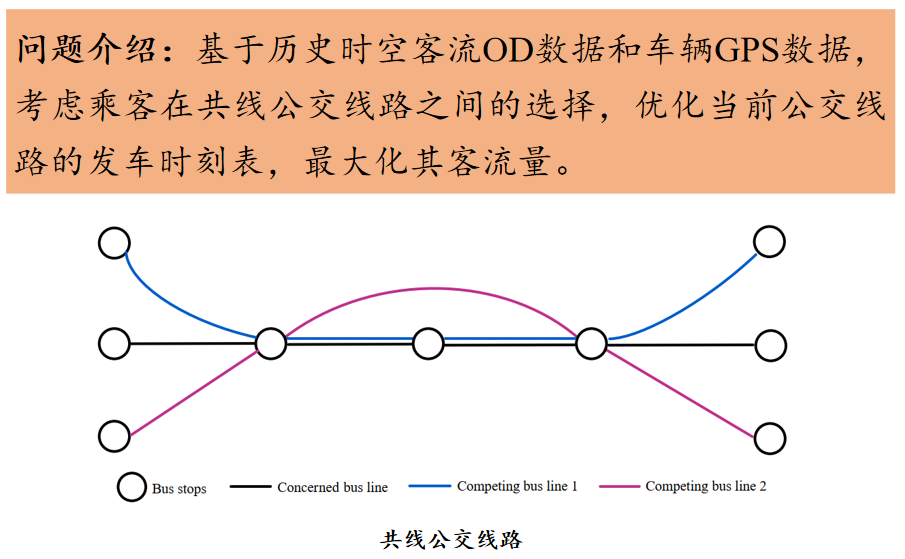 问题介绍：基于历史时空客流OD数据和车辆GPS数据，
考虑乘客在共线公交线路之间的选择，优化当前公交线
路的发车时刻表，最大化其客流量。
Bus stops
Concerned bus line
Competing bus line 1
Competing bus line 2
共线公交线路